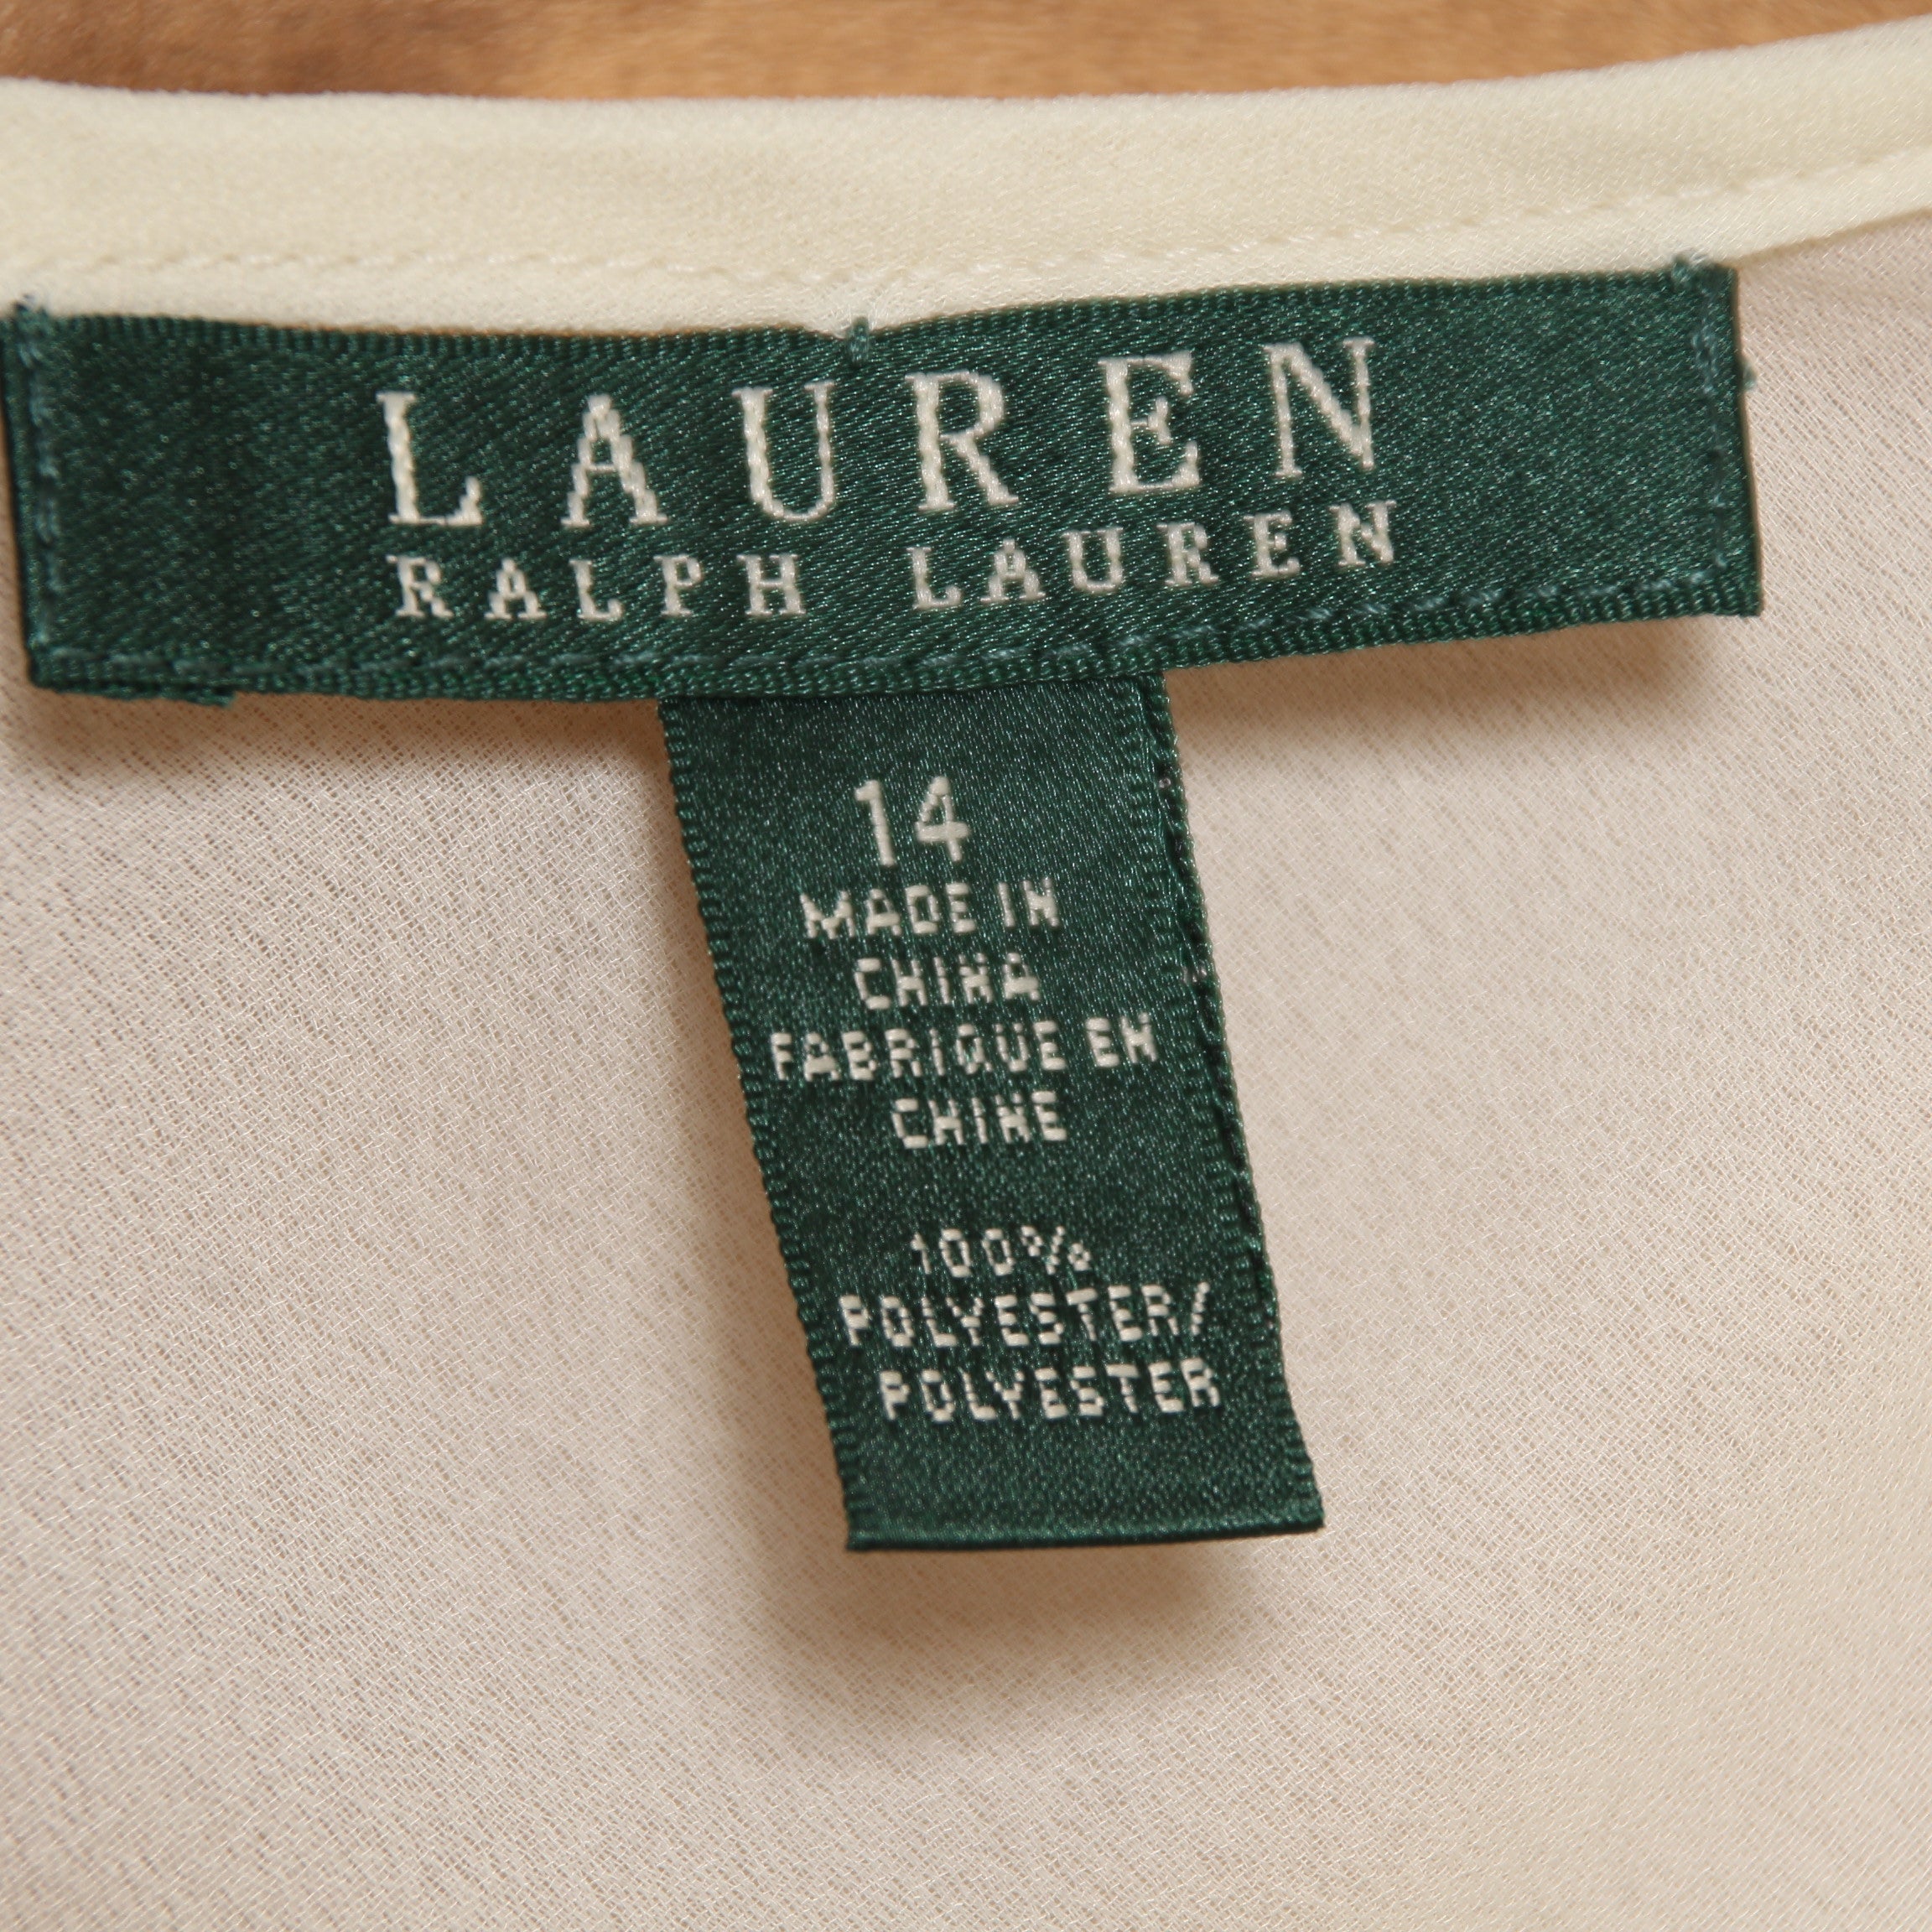 LAUREN
RALPH LAUREN
14
MADE IN
CHINA
FABRIQUE EN
CHINE
100%
POLYESTER/
POLYESTER